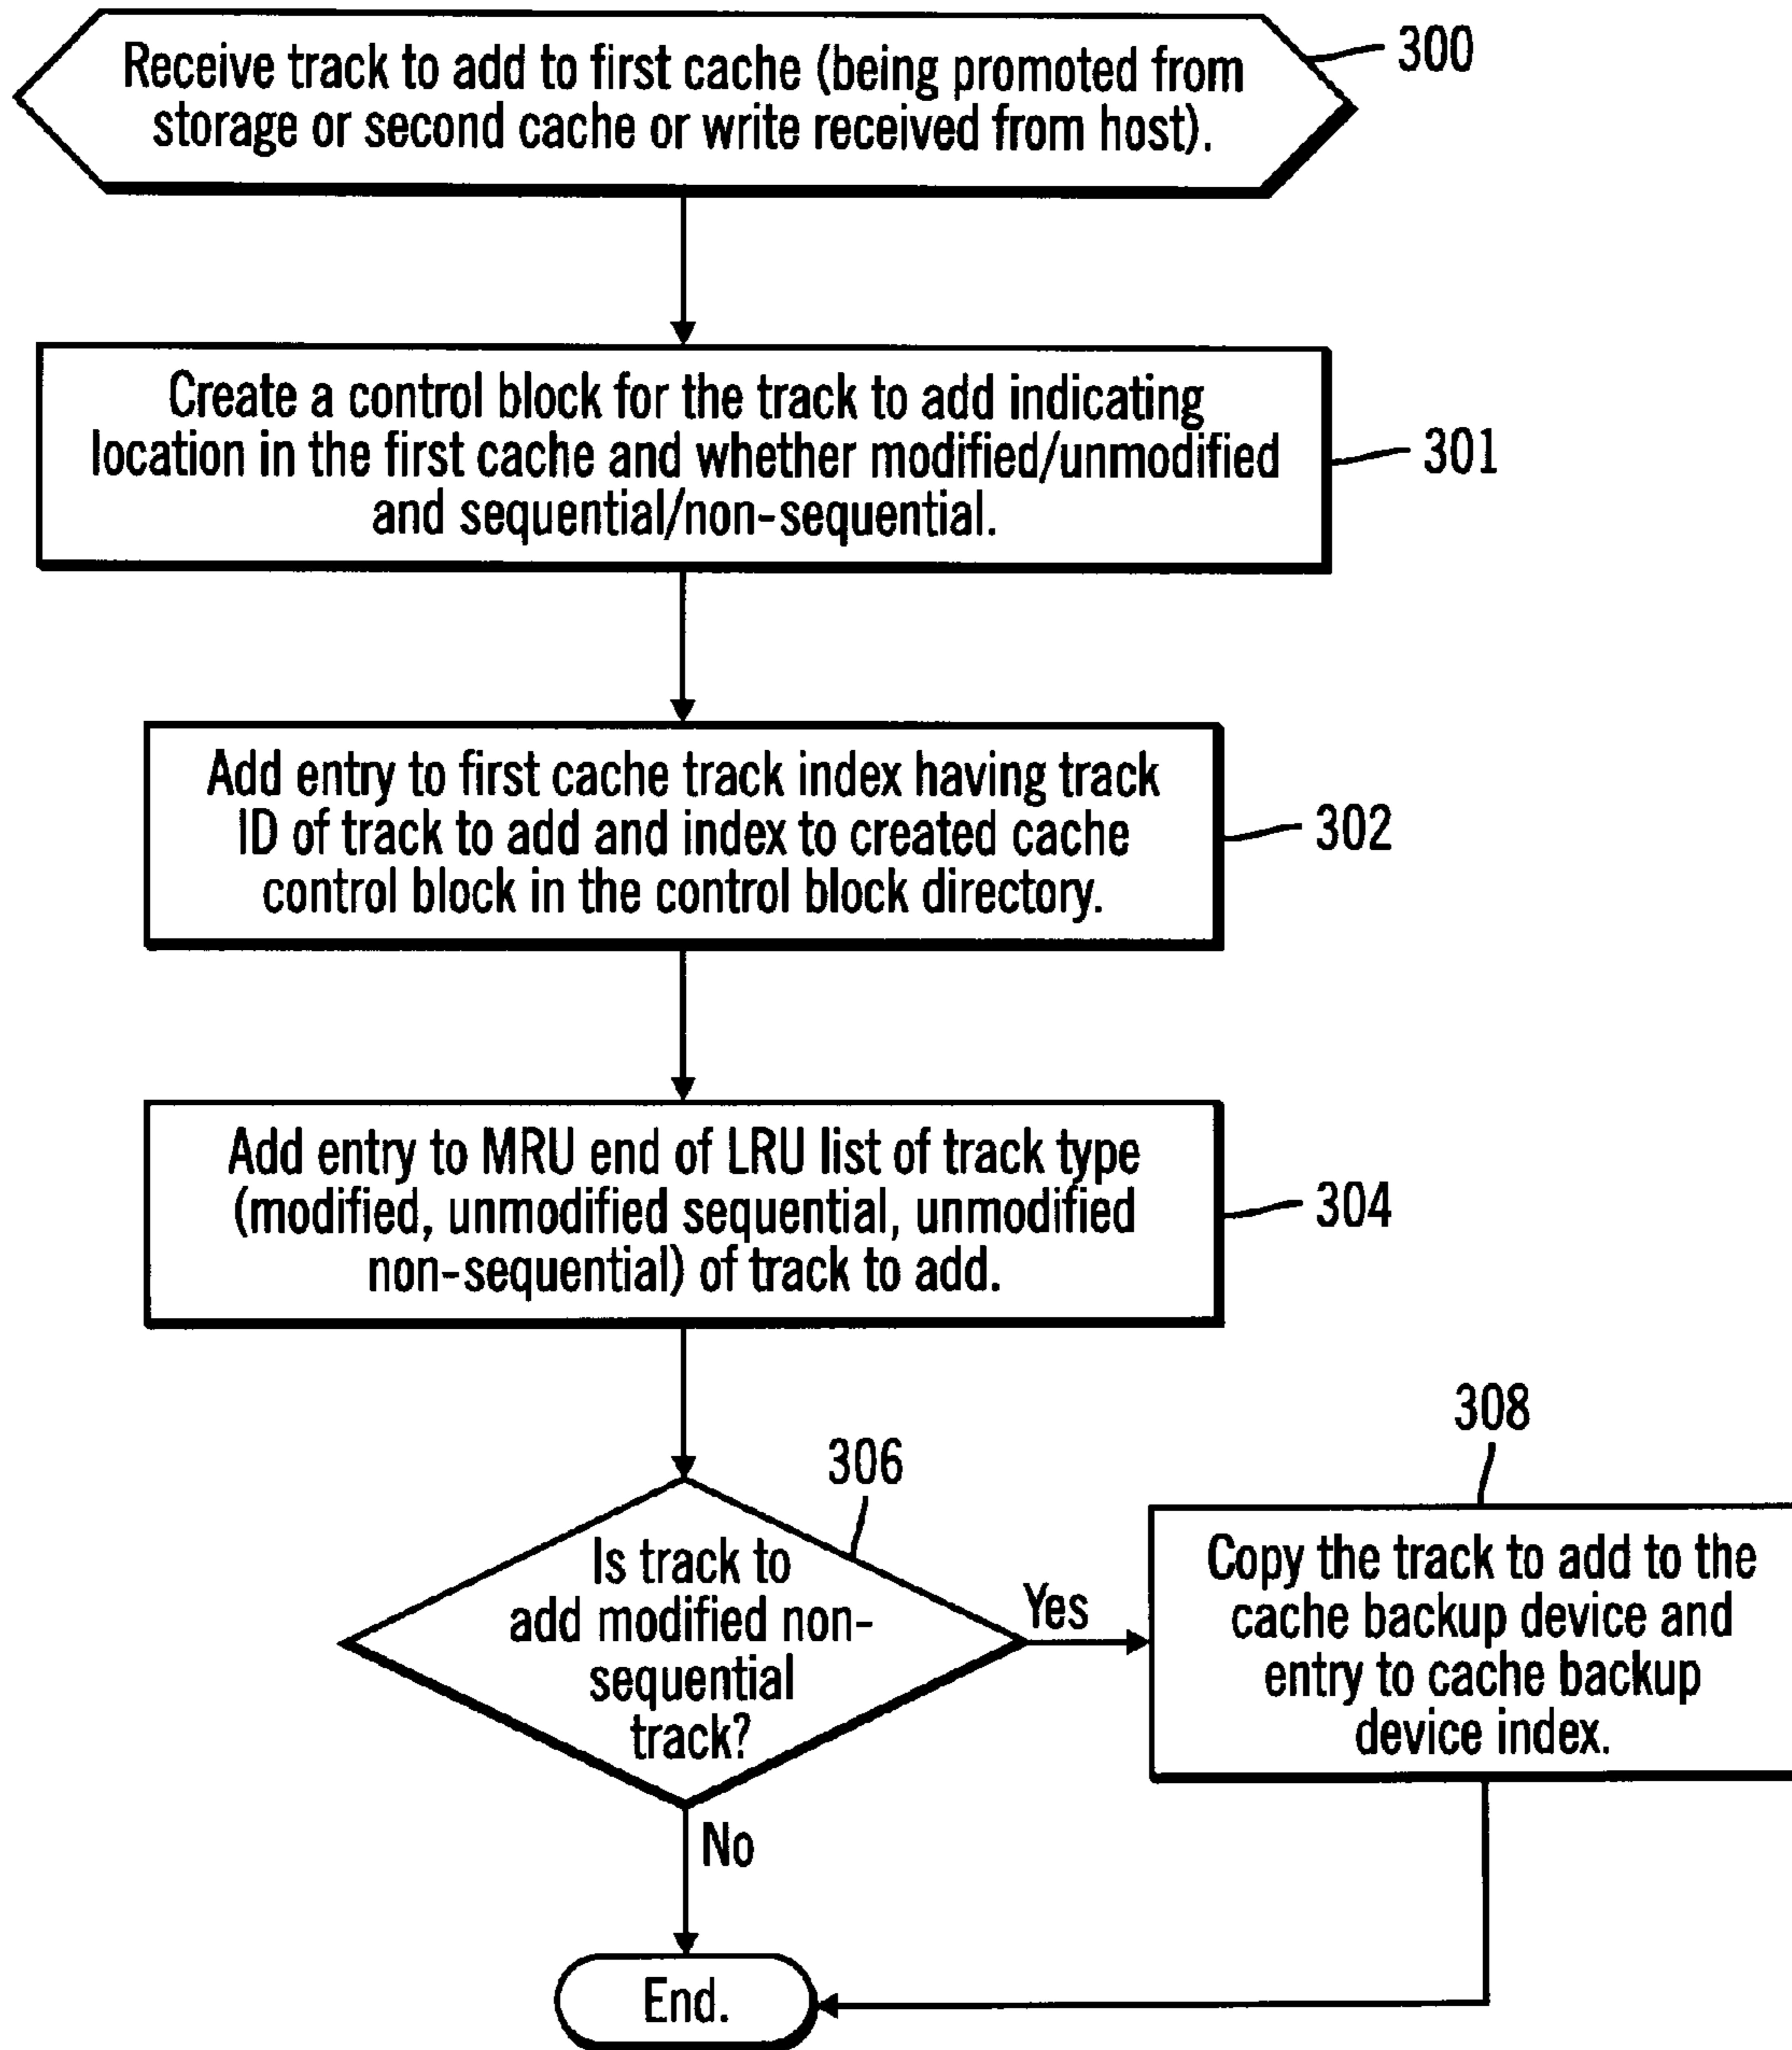 Receive track to add to first cache (being promoted from
storage or second cache or write received from host).
300
Create a control block for the track to add indicating
location in the first cache and whether modified/unmodified
and sequential/non-sequential.
301
Add entry to first cache track index having track
ID of track to add and index to created cache
control block in the control block directory.
302
Add entry to MRU end of LRU list of track type
(modified, unmodified sequential, unmodified
non-sequential) of track to add.
304
306
Is track to
add modified non-
sequential
track?
Yes
308
Copy the track to add to the
cache backup device and
entry to cache backup
device index.
No
End.